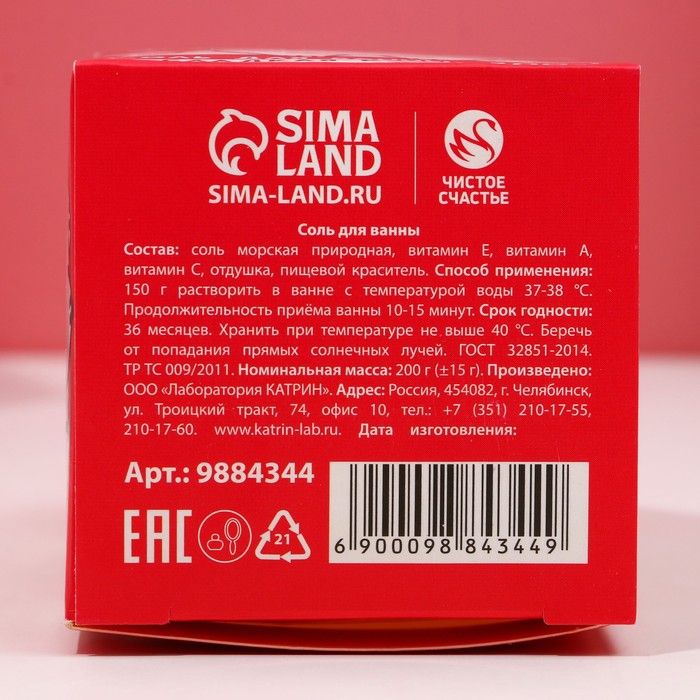 SIMA
LAND
SIMA-LAND.RU
ЧИСТОЕ
СЧАСТЬЕ
Соль для ванны
Состав: соль морская природная, витамин Е, витамин А,
витамин С, отдушка, пищевой краситель. Способ применения:
150 г растворить в ванне с температурой воды 37-38 °С.
Продолжительность приёма ванны 10-15 минут. Срок годности:
36 месяцев. Хранить при температуре не выше 40 °С. Беречь
от попадания прямых солнечных лучей. ГОСТ 32851-2014.
ТР ТС 009/2011. Номинальная масса: 200 г (±15 г). Произведено:
ООО «Лаборатория КАТРИН». Адрес: Россия, 454082, г. Челябинск,
ул. Троицкий тракт, 74, офис 10, тел.: +7 (351) 210-17-55,
210-17-60. www.katrin-lab.ru. Дата изготовления:
Арт.: 9884344
EAC
21
6 900098 843449